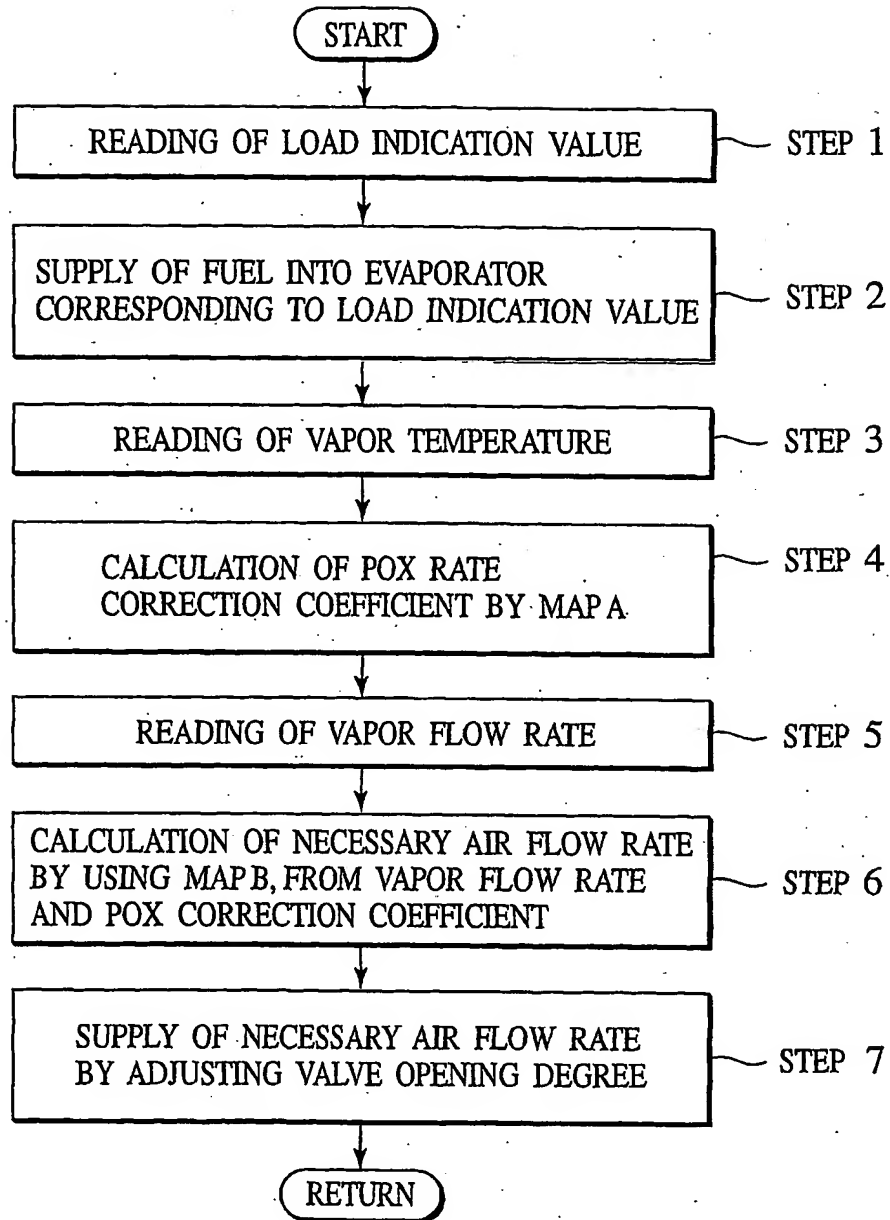 START
READING OF LOAD INDICATION VALUE
STEP 1
SUPPLY OF FUEL INTO EVAPORATOR
CORRESPONDING TO LOAD INDICATION VALUE
STEP 2
READING OF VAPOR TEMPERATURE
STEP 3
CALCULATION OF POX RATE
CORRECTION COEFFICIENT BY MAP A
STEP 4
READING OF VAPOR FLOW RATE
STEP 5
CALCULATION OF NECESSARY AIR FLOW RATE
BY USING MAP B, FROM VAPOR FLOW RATE
AND POX CORRECTION COEFFICIENT
STEP 6
SUPPLY OF NECESSARY AIR FLOW RATE
BY ADJUSTING VALVE OPENING DEGREE
STEP 7
RETURN